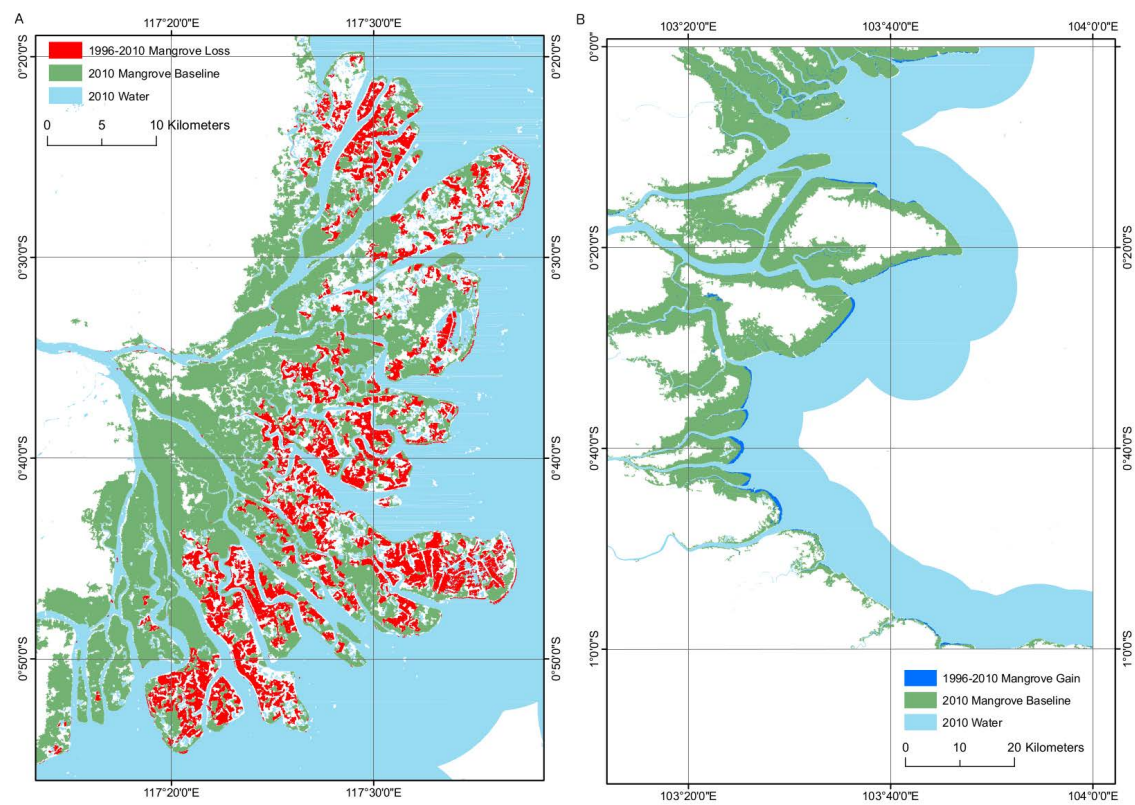 A
117°20'0"E
117°30'0"E
1996-2010 Mangrove Loss
2010 Mangrove Baseline
2010 Water
0 5 10 Kilometers
0°20'0"S
0°20'0"S
0°30'0"S
0°30'0"S
0°40'0"S
0°40'0"S
0°50'0"S
0°50'0"S
117°20'0"E
117°30'0"E
B
103°20'0"E
103°40'0"E
104°0'0"E
0°0'0"
0°0'0"
0°20'0"S
0°20'0"S
0°40'0"S
0°40'0"S
1°0'0"S
1°0'0"S
1996-2010 Mangrove Gain
2010 Mangrove Baseline
2010 Water
0 10 20 Kilometers
103°20'0"E
103°40'0"E
104°0'0"E